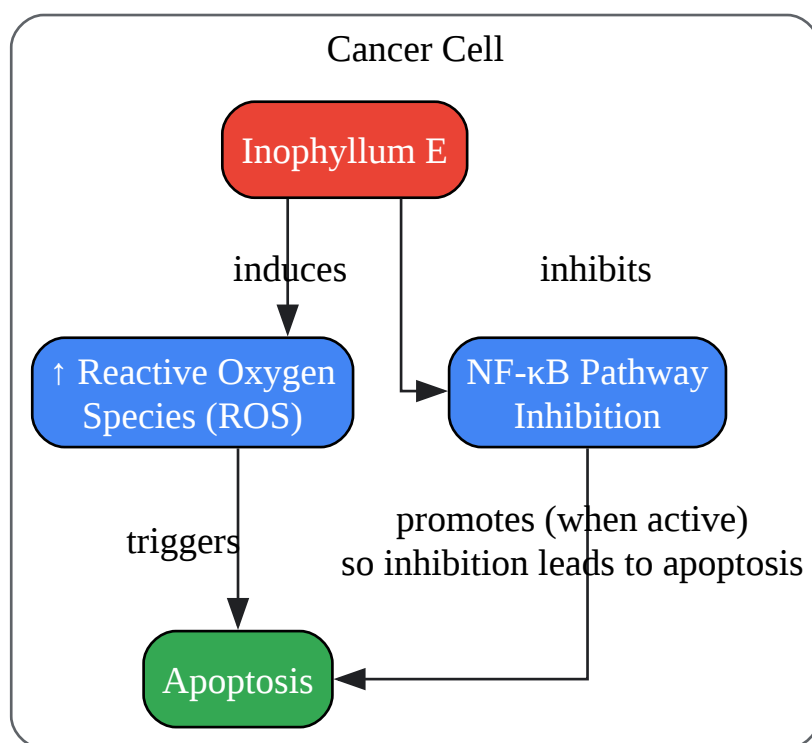 Cancer Cell
Inophyllum E
induces
inhibits
↑ Reactive Oxygen
Species (ROS)
NF-κB Pathway
Inhibition
triggers
promotes (when active)
so inhibition leads to apoptosis
Apoptosis